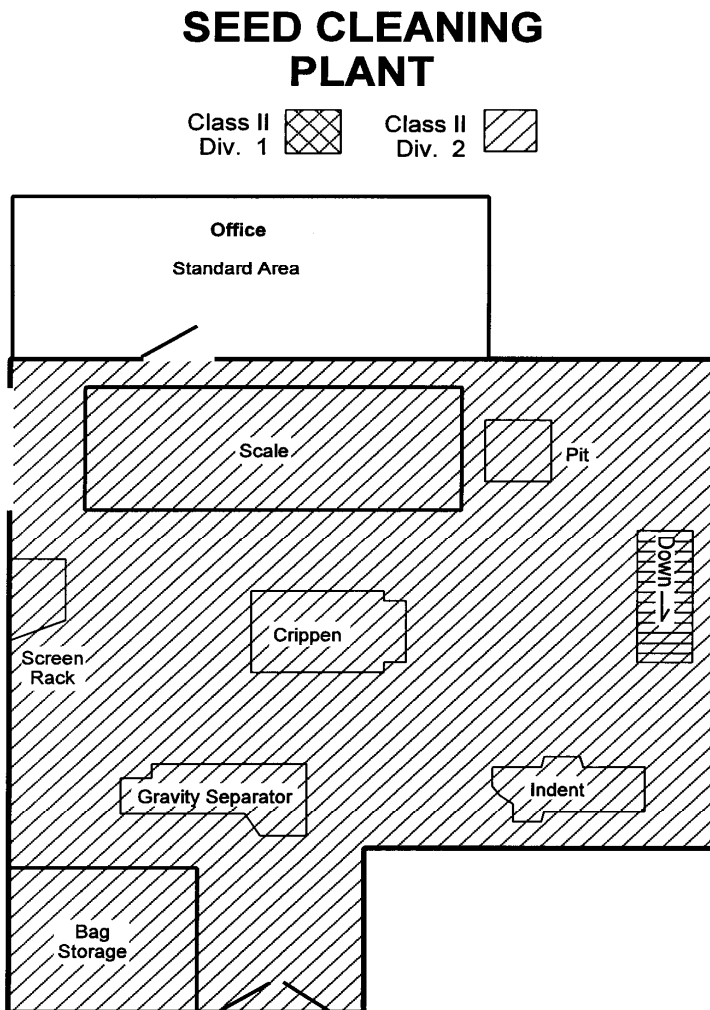 SEED CLEANING
PLANT
Class II
Div. 1
Class II
Div. 2
Office
Standard Area
Scale
Pit
Down
Crippen
Screen
Rack
Gravity Separator
Indent
Bag
Storage